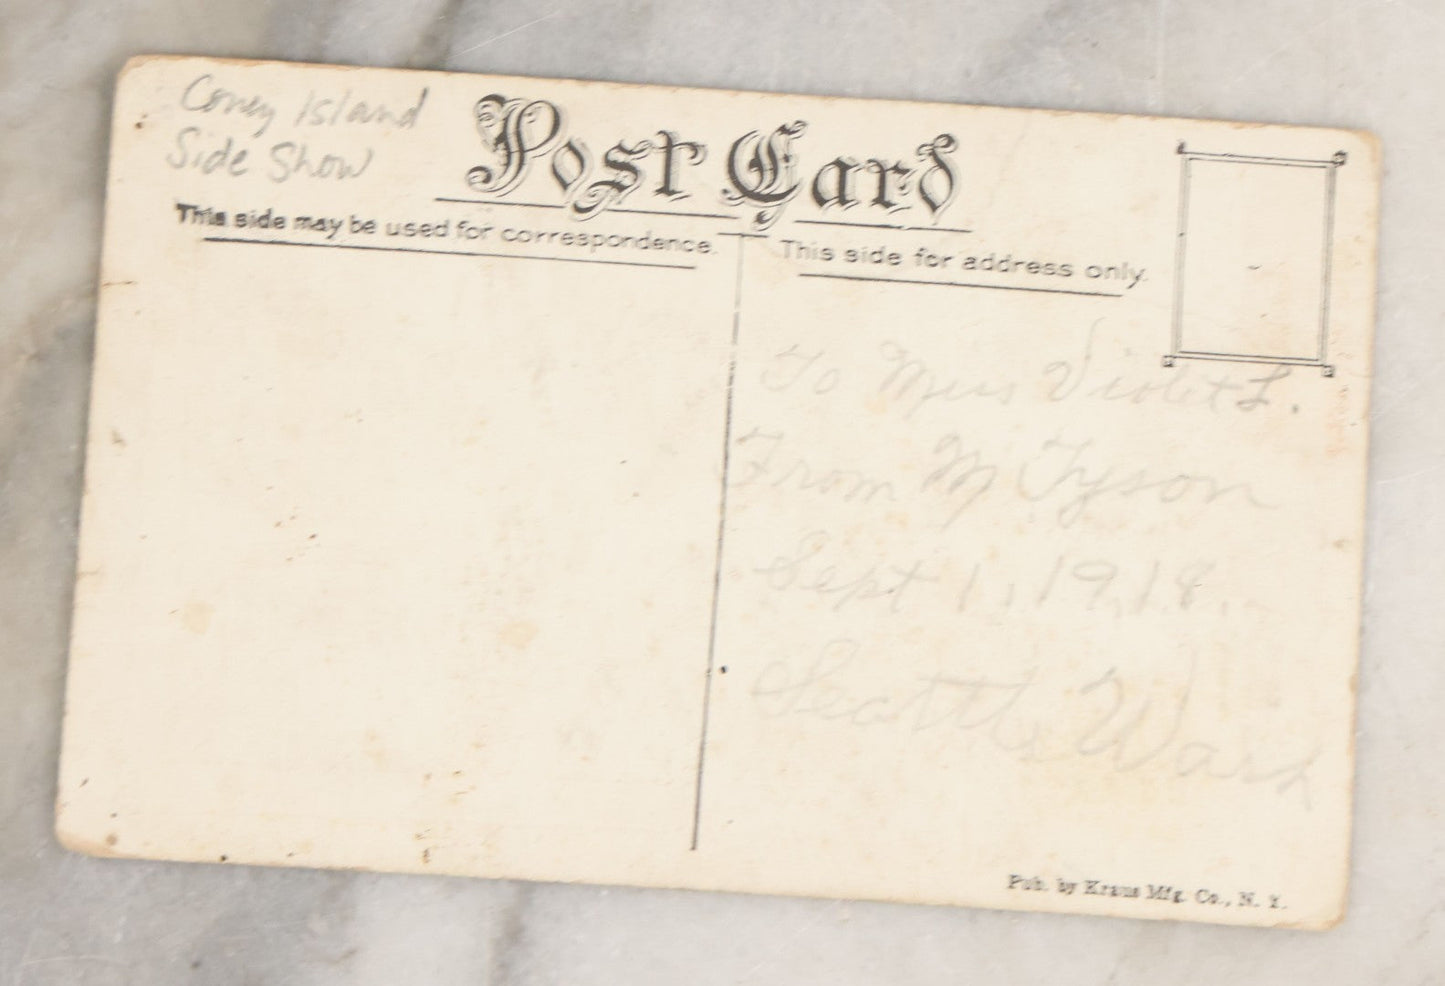 Coney Island
Side Show
Post Card
This side may be used for correspondence.
This side for address only.
To Miss Violet L.
From M Tyson
Sept 1, 1918.
Seattle Wash
Pub. by Kraus Mfg. Co., N. Y.